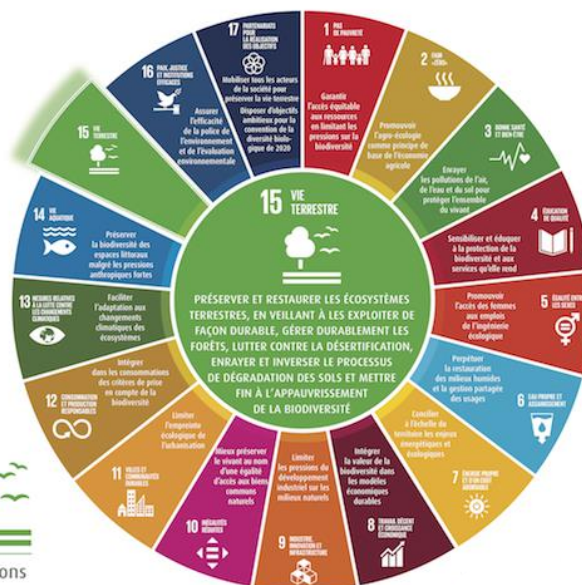 15 VIE
TERRESTRE
PRÉSERVER ET RESTAURER LES ÉCOSYSTÈMES
TERRESTRES, EN VEILLANT À LES EXPLOITER DE
FAÇON DURABLE, GÉRER DURABLEMENT LES
FORÊTS, LUTTER CONTRE LA DÉSERTIFICATION,
ENRAYER ET INVERSER LE PROCESSUS
DE DÉGRADATION DES SOLS ET METTRE
FIN À L'APPAUVRISSEMENT
DE LA BIODIVERSITÉ
1 PAS
DE PAUVRETÉ
Garantir
l'accès équitable
aux ressources
en limitant les
pressions sur la
biodiversité
2 FAIM
«ZÉRO»
Promouvoir
l'agro-écologie
comme principe de
base de l'économie
agricole
3 BONNE SANTÉ
ET BIEN-ÊTRE
Enrayer
les pollutions de l'air,
de l'eau et du sol pour
protéger l'ensemble
du vivant
4 ÉDUCATION
DE QUALITÉ
Sensibiliser et éduquer
à la protection de la
biodiversité et aux
services qu'elle rend
5 ÉGALITÉ ENTRE
LES SEXES
Promouvoir
l'accès des femmes
aux emplois
de l'ingénierie
écologique
6 EAU PROPRE ET
ASSAINISSEMENT
Perpétuer
la restauration
des milieux humides
et la gestion partagée
des usages
7 ÉNERGIE PROPRE
ET D'UN COÛT
ABORDABLE
Concilier
à l'échelle du
territoire les enjeux
énergétiques et
écologiques
8 TRAVAIL DÉCENT
ET CROISSANCE
ÉCONOMIQUE
Intégrer
la valeur de la
biodiversité dans
les modèles
économiques
durables
9 INDUSTRIE,
INNOVATION ET
INFRASTRUCTURE
Limiter
les pressions du
développement
industriel sur les
milieux naturels
10 INÉGALITÉS
RÉDUITES
Mieux préserver
le vivant au nom
d'une égalité
d'accès aux biens
communs
naturels
11 VILLES ET
COMMUNAUTÉS
DURABLES
Limiter
l'empreinte
écologique de
l'urbanisation
12 CONSOMMATION
ET PRODUCTION
RESPONSABLES
Intégrer
dans les consommations
des critères de prise
en compte de la
biodiversité
13 MESURES RELATIVES
À LA LUTTE CONTRE
LES CHANGEMENTS
CLIMATIQUES
Faciliter
l'adaptation aux
changements
climatiques des
écosystèmes
14 VIE
AQUATIQUE
Préserver
la biodiversité des
espaces littoraux
malgré les pressions
anthropiques fortes
15 VIE
TERRESTRE
16 PAIX, JUSTICE
ET INSTITUTIONS
EFFICACES
Assurer
l'efficacité
de la police de
l'environnement
et de l'évaluation
environnementale
17 PARTENARIATS
POUR
LA RÉALISATION
DES OBJECTIFS
Mobiliser tous les acteurs
de la société pour
préserver la vie terrestre
Disposer d'objectifs
ambitieux pour la
convention de la
diversité biolo-
gique de 2020
ons